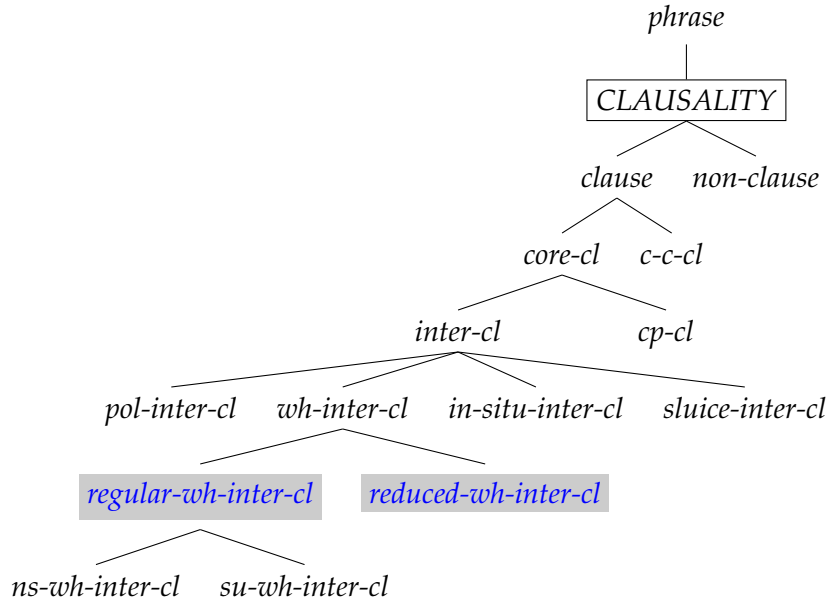 phrase
CLAUSALITY
clause non-clause
core-cl c-c-cl
inter-cl cp-cl
pol-inter-cl wh-inter-cl in-situ-inter-cl sluice-inter-cl
regular-wh-inter-cl reduced-wh-inter-cl
ns-wh-inter-cl su-wh-inter-cl